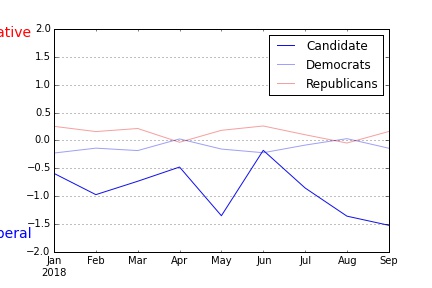 2.0
ative
1.5
1.0
0.5
0.0
−0.5
−1.0
−1.5
beral
−2.0
Candidate
Democrats
Republicans
Jan Feb Mar Apr May Jun Jul Aug Sep
2018